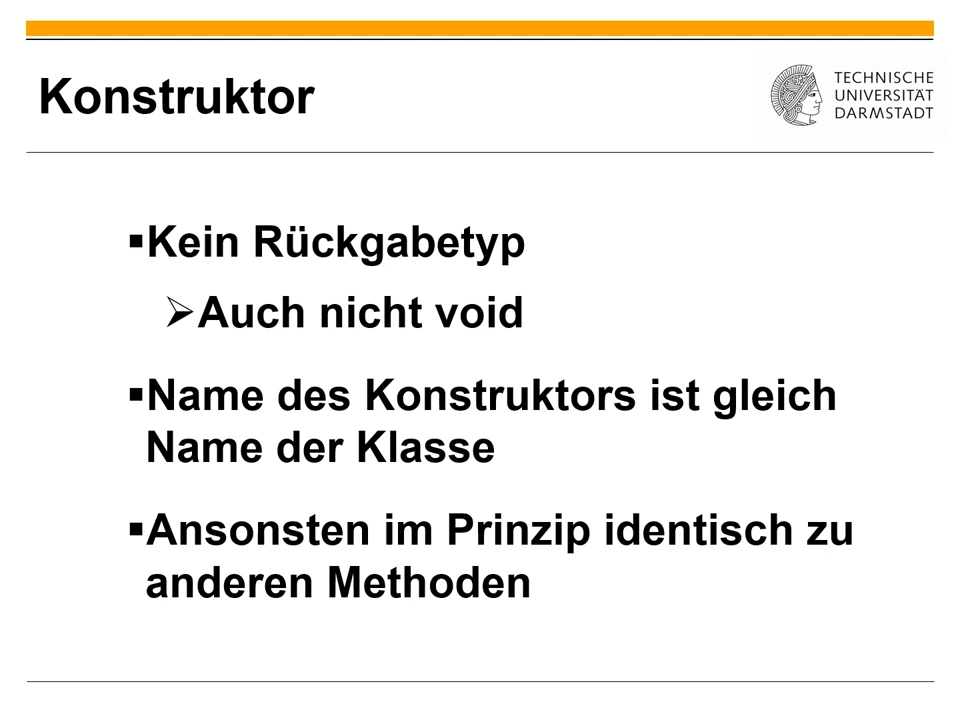 Konstruktor
TECHNISCHE
UNIVERSITÄT
DARMSTADT
▪Kein Rückgabetyp
➢Auch nicht void
▪Name des Konstruktors ist gleich
Name der Klasse
▪Ansonsten im Prinzip identisch zu
anderen Methoden